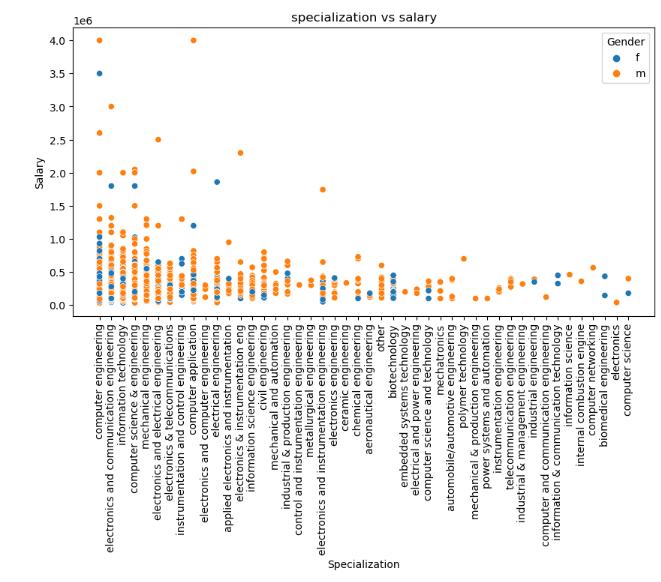 specialization vs salary
1e6
Gender
f
m
4.0
3.5
3.0
2.5
2.0
1.5
1.0
0.5
0.0
Salary
computer engineering
electronics and communication engineering
information technology
computer science & engineering
mechanical engineering
electronics and electrical engineering
electronics & telecommunications
instrumentation and control engineering
computer application
electronics and computer engineering
electrical engineering
applied electronics and instrumentation
electronics & instrumentation eng
information science engineering
civil engineering
mechanical and automation
industrial & production engineering
control and instrumentation engineering
metallurgical engineering
electronics and instrumentation engineering
electronics engineering
ceramic engineering
chemical engineering
aeronautical engineering
other
biotechnology
embedded systems technology
electrical and power engineering
computer science and technology
mechatronics
automobile/automotive engineering
polymer technology
mechanical & production engineering
power systems and automation
instrumentation engineering
telecommunication engineering
industrial & management engineering
industrial engineering
computer and communication engineering
information & communication technology
information science
internal combustion engine
computer networking
biomedical engineering
electronics
computer science
Specialization